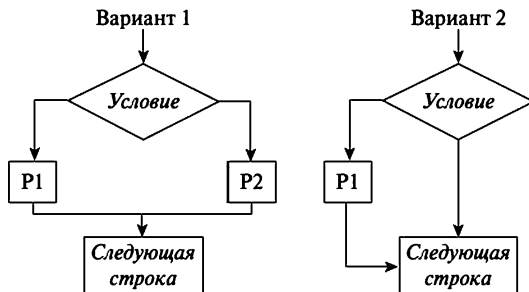 Вариант 1
Условие
P1
P2
Следующая
строка
Вариант 2
Условие
P1
Следующая
строка